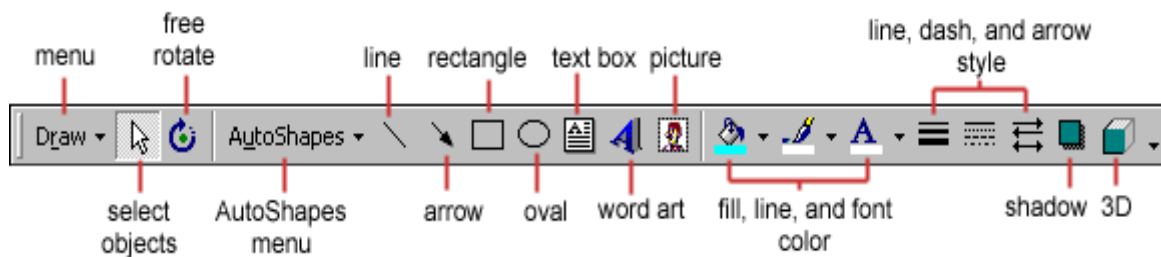 line, dash, and arrow
style
free
rotate
menu
line
rectangle
text box
picture
Draw
AutoShapes
A
select
objects
AutoShapes
menu
arrow
oval
word art
fill, line, and font
color
shadow
3D